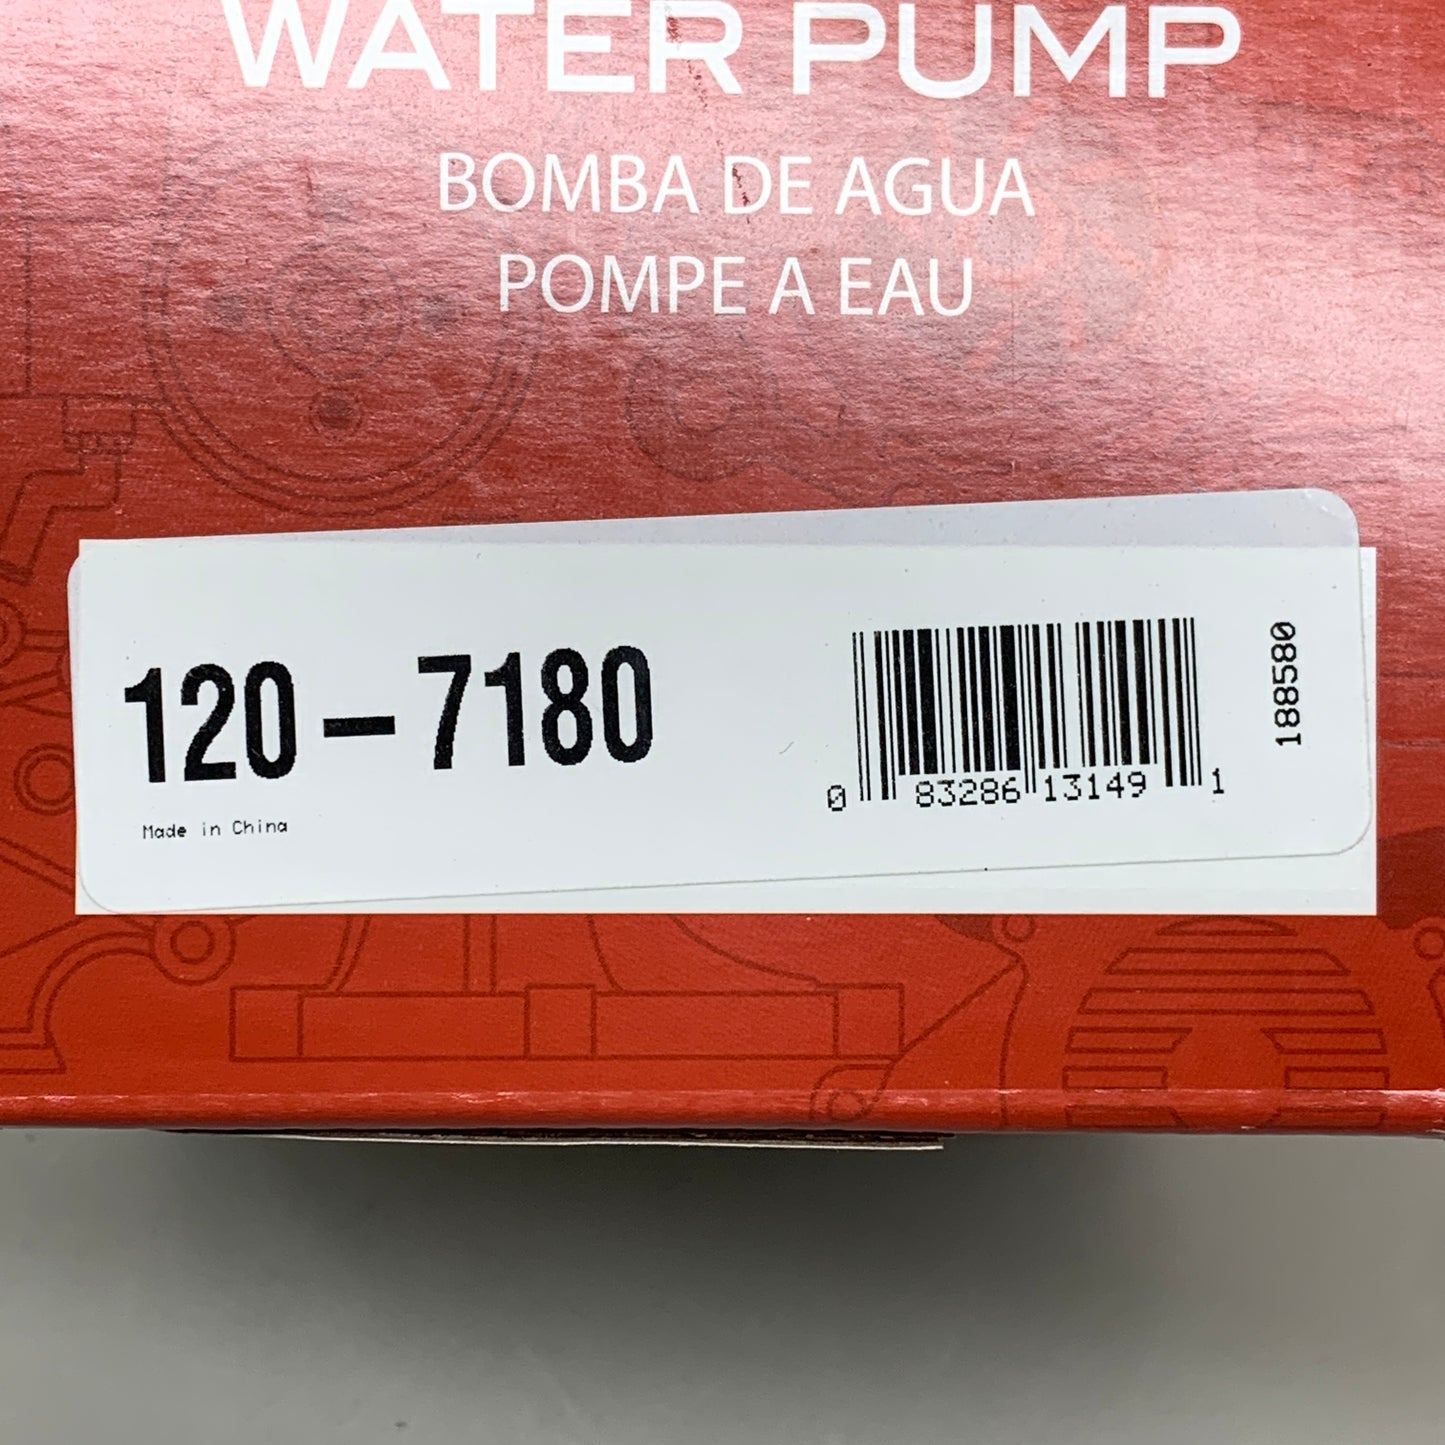 WATER PUMP
BOMBA DE AGUA
POMPE A EAU
120-7180
Made in China
0 83286 13149 1
188580